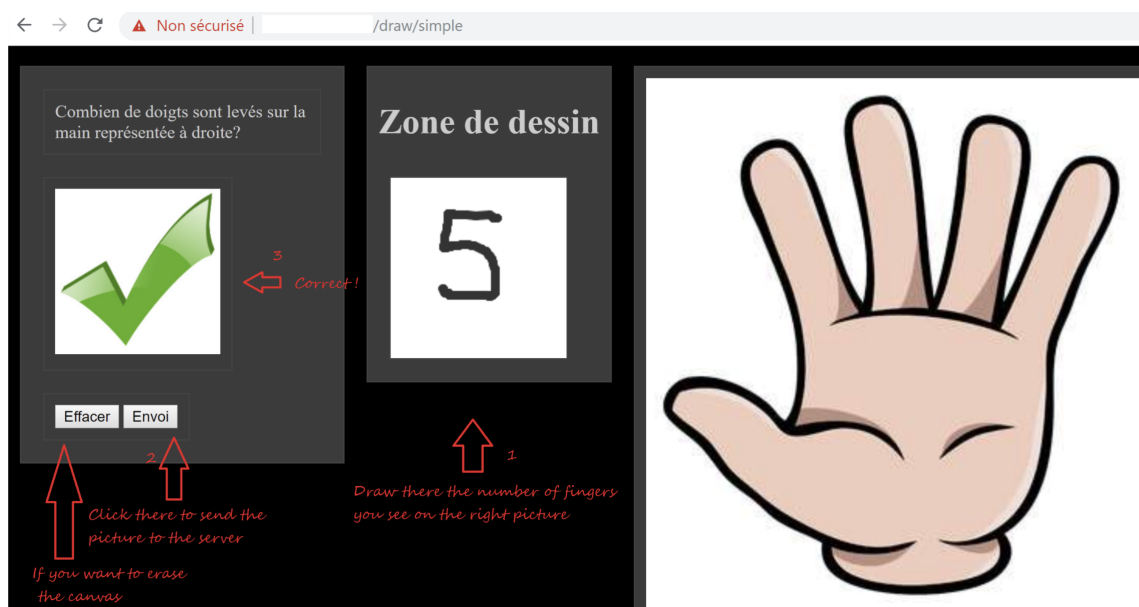 Non sécurisé
/draw/simple
Combien de doigts sont levés sur la
main représentée à droite?
Zone de dessin
5
3
Correct!
Effacer
Envoi
2
1
Draw there the number of fingers
you see on the right picture
Click there to send the
picture to the server
If you want to erase
the canvas